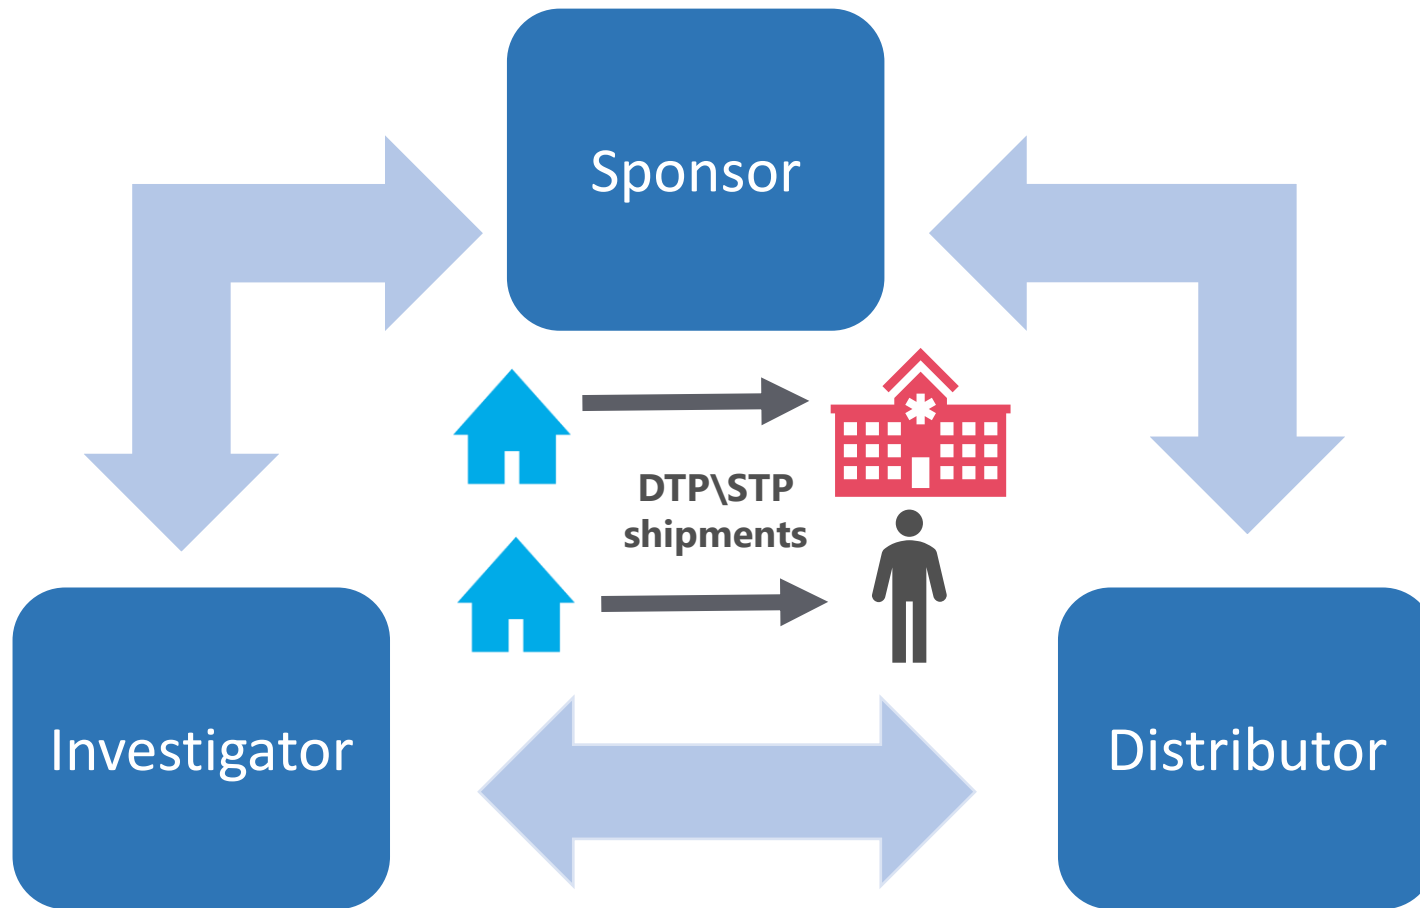 Sponsor
DTP\STP
shipments
Investigator
Distributor